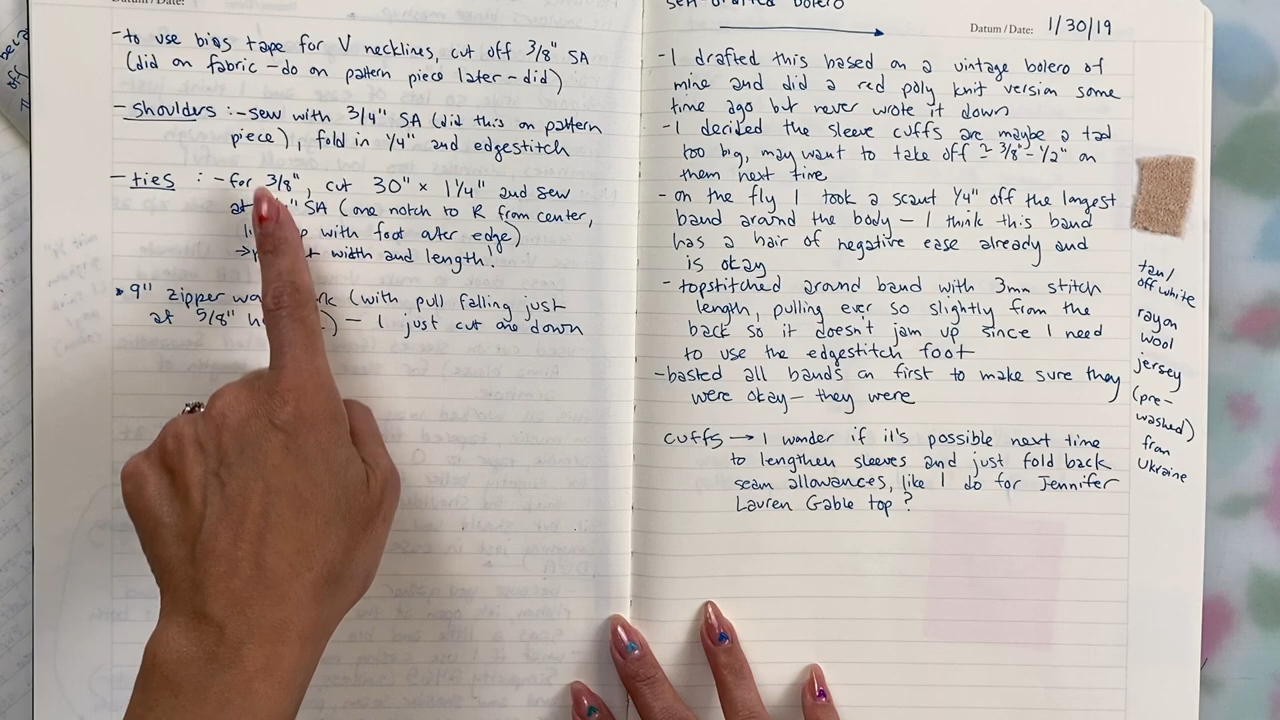 Datum/Date:
-to use bias tape for V necklines, cut off 3/8" SA
(did on fabric -do on pattern piece later-did)
- shoulders :-sew with 3/4" SA (did this on pattern
piece), fold in 1/4" and edgestitch
- ties : -for 3/8", cut 30" x 1 1/4" and sew
at SA (one notch to R from center,
with foot after edge)
width and length!
9" zipper (with pull falling just
at 5/8" ) - I just cut one down
self-drafted bolero
Datum/Date: 1/30/19
- I drafted this based on a vintage bolero of
mine and did a red poly knit version some
time ago but never wrote it down
- I decided the sleeve cuffs are maybe a tad
too big, may want to take off ≈ 3/8"-1/2" on
them next time
- on the fly I took a scant 1/4" off the longest
band around the body - I think this band
has a hair of negative ease already and
is okay
- topstitched around band with 3mm stitch
length, pulling ever so slightly from the
back so it doesn't jam up since I need
to use the edgestitch foot
-basted all bands on first to make sure they
were okay- they were
cuffs → I wonder if it's possible next time
to lengthen sleeves and just fold back
seam allowances, like I do for Jennifer
Lauren Gable top?
tan/
off white
rayon
wool
jersey
(pre-
washed)
from
Ukraine